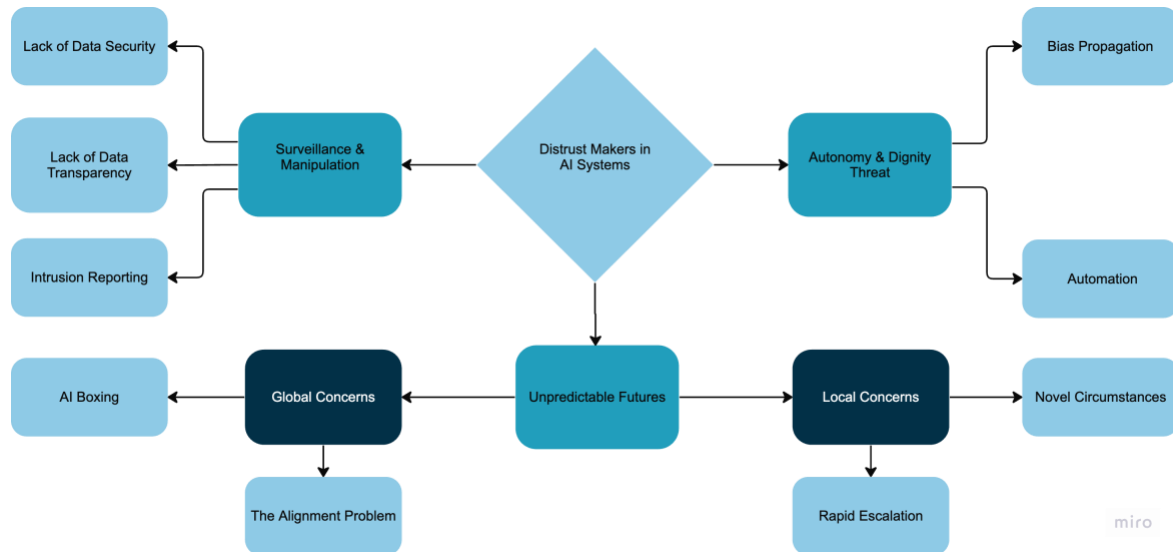 Lack of Data Security
Bias Propagation
Surveillance &
Manipulation
Distrust Makers in
AI Systems
Autonomy & Dignity
Threat
Lack of Data
Transparency
Intrusion Reporting
Automation
AI Boxing
Global Concerns
Unpredictable Futures
Local Concerns
Novel Circumstances
The Alignment Problem
Rapid Escalation
miro